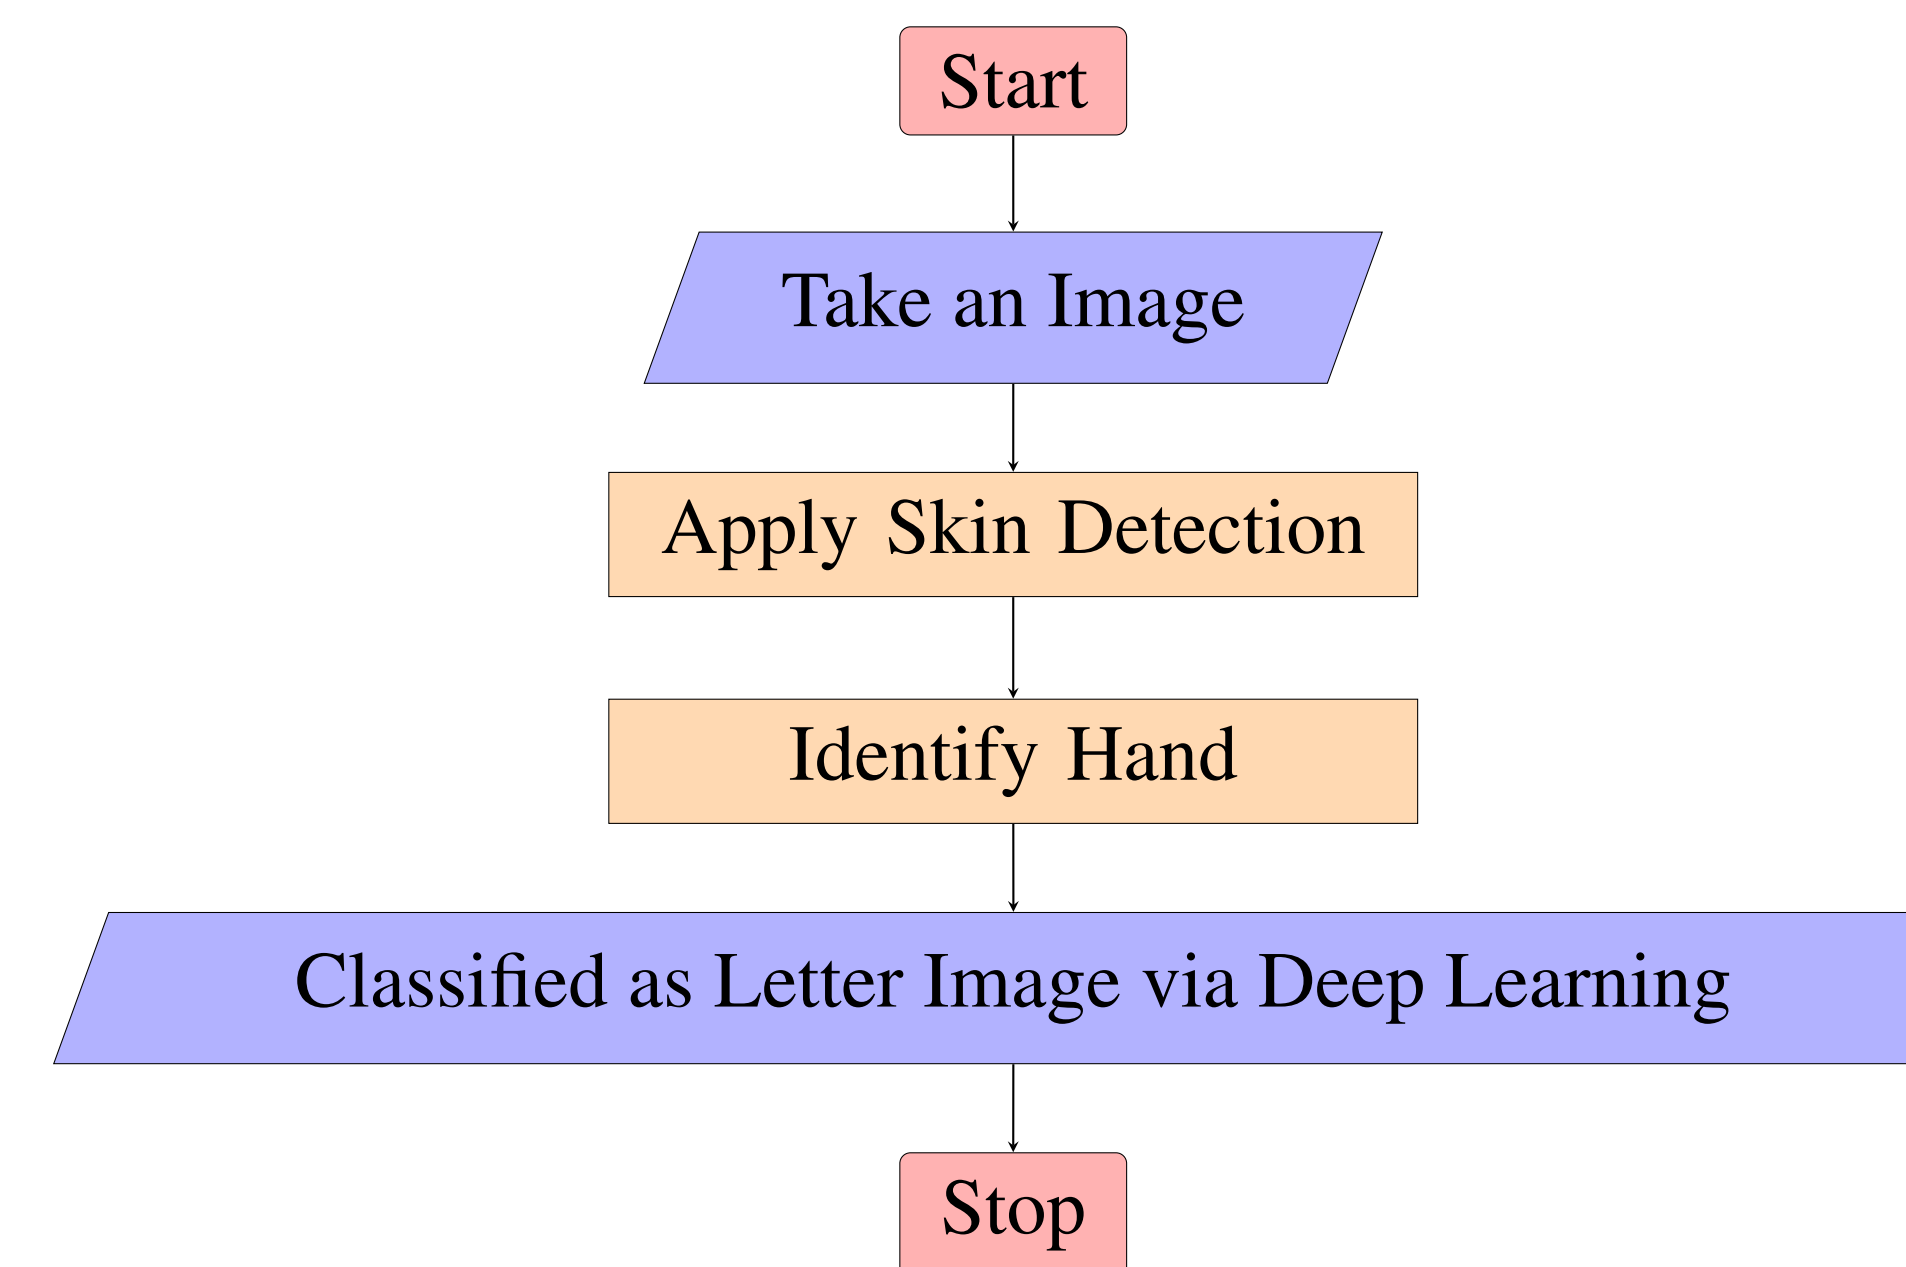 Start
Take an Image
Apply Skin Detection
Identify Hand
Classified as Letter Image via Deep Learning
Stop